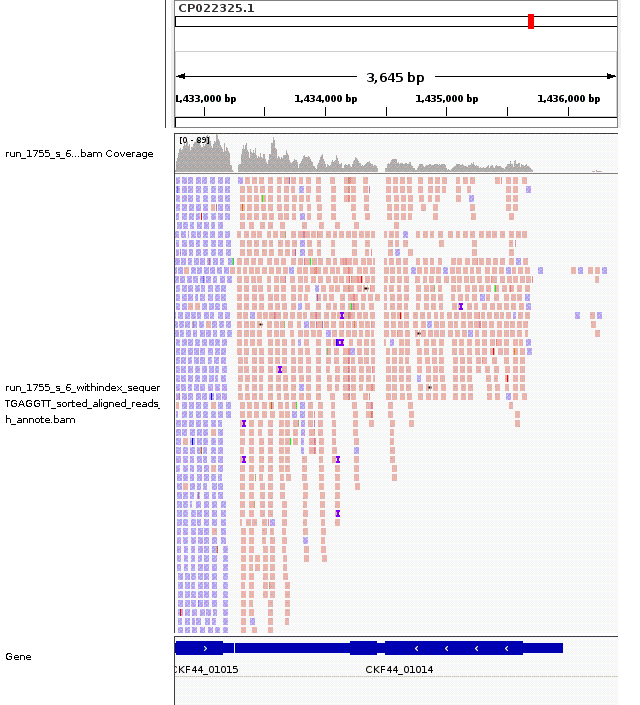 CP022325.1
3,645 bp
1,433,000 bp
1,434,000 bp
1,435,000 bp
1,436,000 bp
[0 - 89]
run_1755_s_6...bam Coverage
run_1755_s_6_withindex_sequer
TGAGGTT_sorted_aligned_reads_
h_annote.bam
Gene
CKF44_01015
CKF44_01014